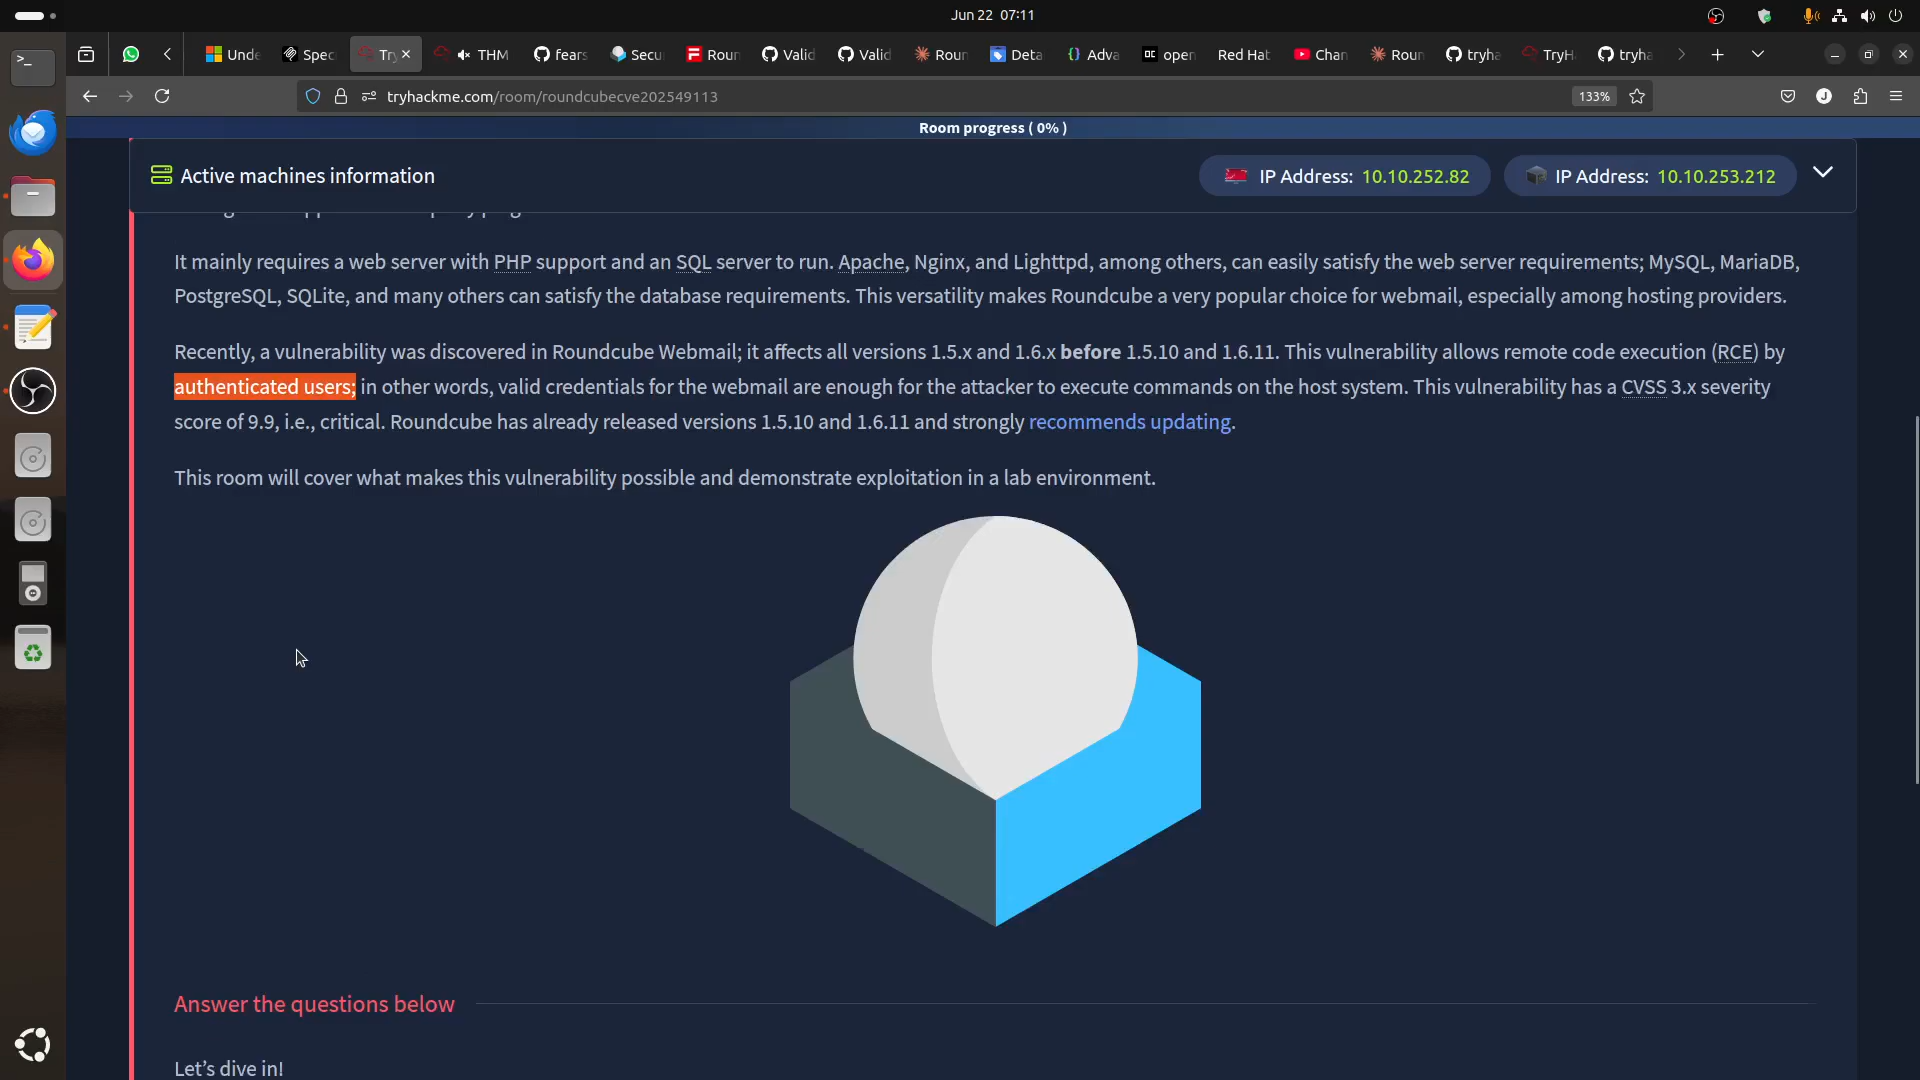 Jun 22 07:11
Unde
Spec
Try
THM
fears
Secu
Roun
Valid
Valid
Roun
Deta
Adva
open
Red Hat
Chan
Roun
tryha
TryH
tryha
tryhackme.com/room/roundcubecve202549113
133%
Room progress ( 0% )
Active machines information
IP Address: 10.10.252.82
IP Address: 10.10.253.212
It mainly requires a web server with PHP support and an SQL server to run. Apache, Nginx, and Lighttpd, among others, can easily satisfy the web server requirements; MySQL, MariaDB,
PostgreSQL, SQLite, and many others can satisfy the database requirements. This versatility makes Roundcube a very popular choice for webmail, especially among hosting providers.
Recently, a vulnerability was discovered in Roundcube Webmail; it affects all versions 1.5.x and 1.6.x before 1.5.10 and 1.6.11. This vulnerability allows remote code execution (RCE) by
authenticated users; in other words, valid credentials for the webmail are enough for the attacker to execute commands on the host system. This vulnerability has a CVSS 3.x severity
score of 9.9, i.e., critical. Roundcube has already released versions 1.5.10 and 1.6.11 and strongly recommends updating.
This room will cover what makes this vulnerability possible and demonstrate exploitation in a lab environment.
Answer the questions below
Let's dive in!